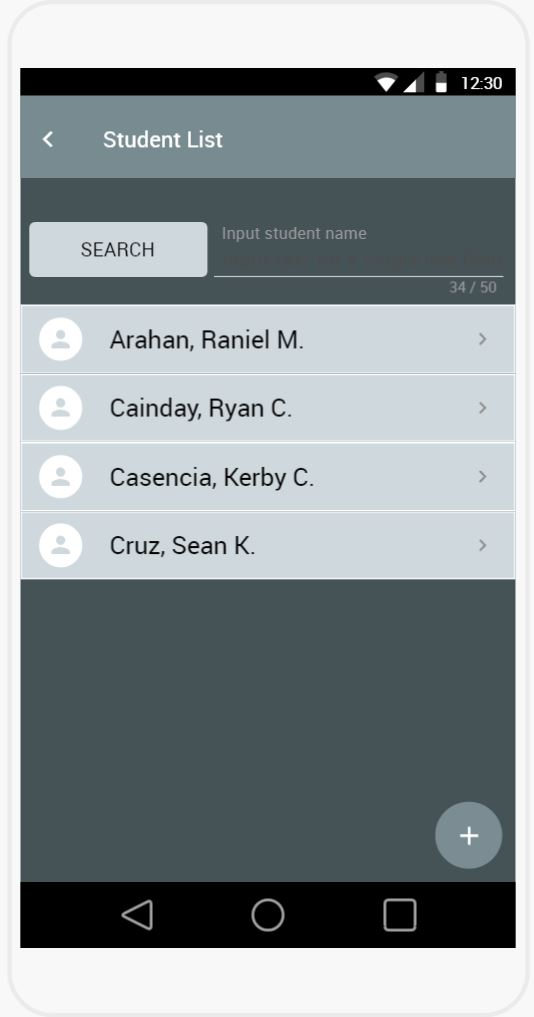 12:30
Student List
SEARCH
Input student name
34 / 50
Arahan, Raniel M.
Cainday, Ryan C.
Casencia, Kerby C.
Cruz, Sean K.